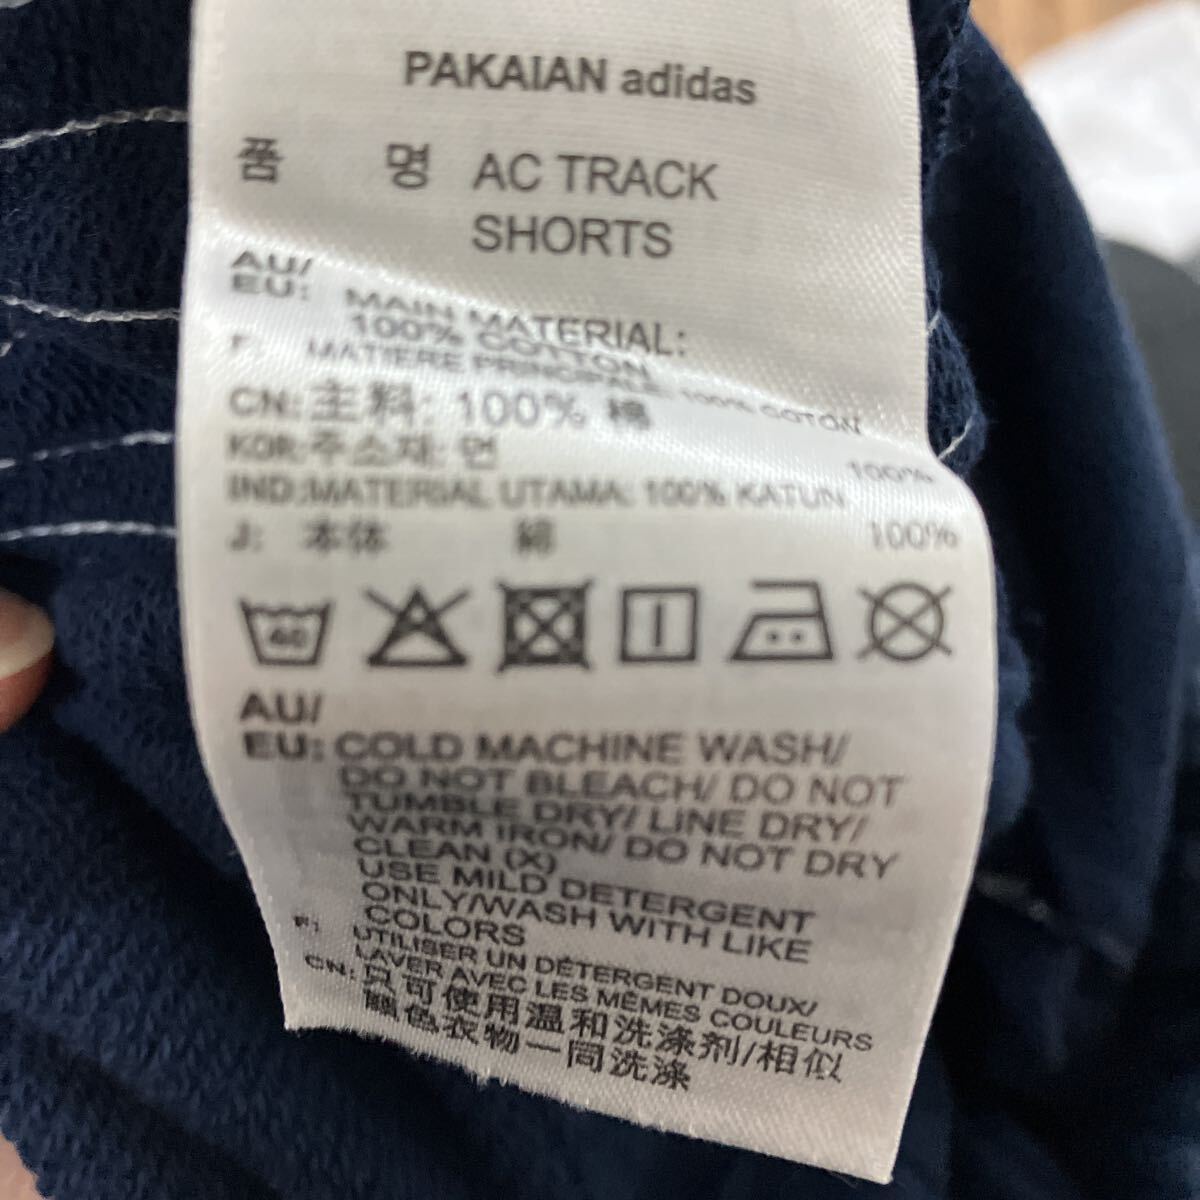 PAKAIAN adidas
품 명 AC TRACK
SHORTS
AU/
EU: MAIN MATERIAL:
100% COTTON
F: MATIERE PRINCIPALE: 100% COTON
CN: 主料: 100% 棉
KOR: 주소재: 면 100%
IND: MATERIAL UTAMA: 100% KATUN
J: 本体 綿 100%
40
AU/
EU: COLD MACHINE WASH/
DO NOT BLEACH/ DO NOT
TUMBLE DRY/ LINE DRY/
WARM IRON/ DO NOT DRY
CLEAN (X)
USE MILD DETERGENT
ONLY/WASH WITH LIKE
COLORS
F: UTILISER UN DÉTERGENT DOUX/
LAVER AVEC LES MÊMES COULEURS
CN: 只可使用温和洗涤剂/相似
颜色衣物一同洗涤